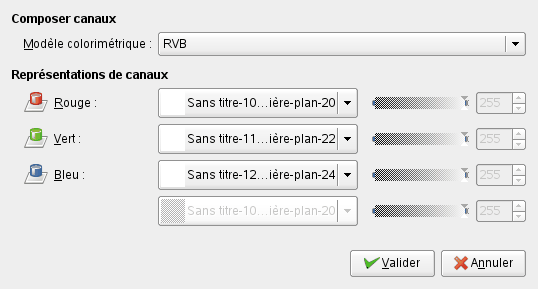 Composer canaux
Modèle colorimétrique : RVB
Représentations de canaux
Rouge : Sans titre-10...ière-plan-20 255
Vert : Sans titre-11...ière-plan-22 255
Bleu : Sans titre-12...ière-plan-24 255
Sans titre-10...ière-plan-20 255
Valider Annuler